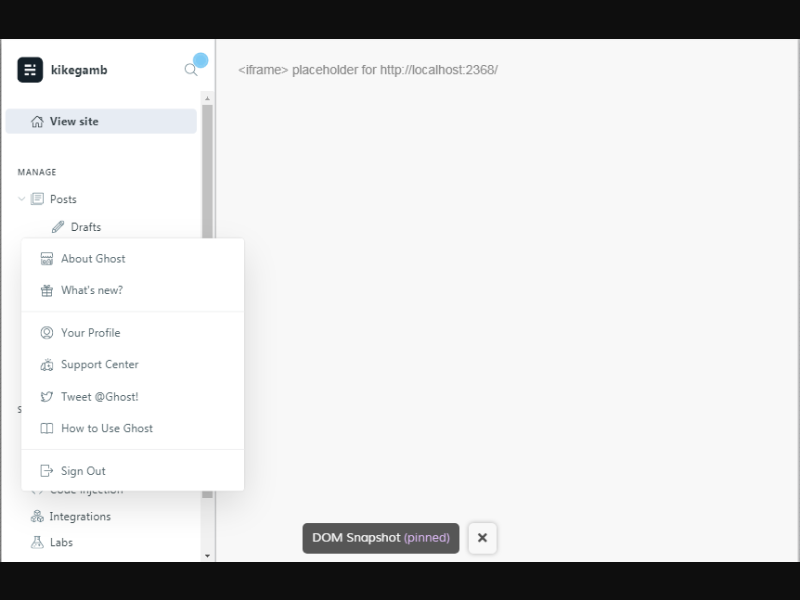 kikegamb
<iframe> placeholder for http://localhost:2368/
View site
MANAGE
Posts
Drafts
About Ghost
What's new?
Your Profile
Support Center
Tweet @Ghost!
How to Use Ghost
Sign Out
Code Injection
Integrations
Labs
DOM Snapshot (pinned)